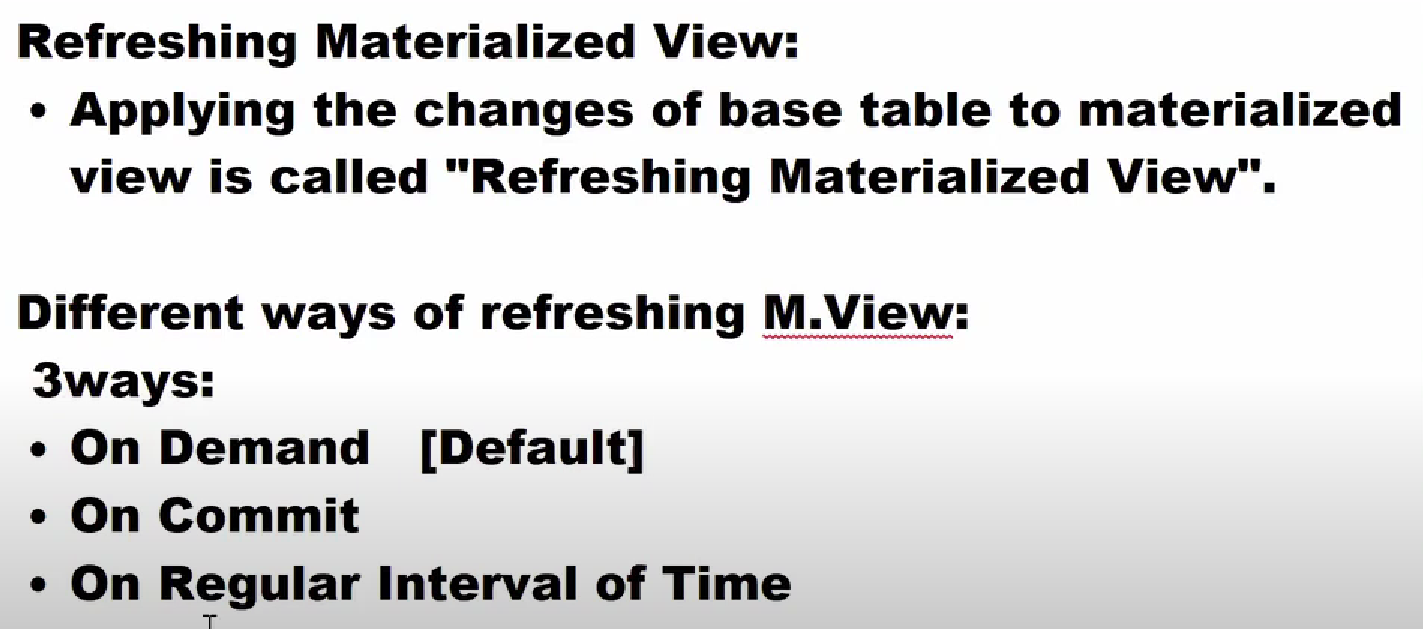 Refreshing Materialized View:
• Applying the changes of base table to materialized
view is called "Refreshing Materialized View".
Different ways of refreshing M.View:
3ways:
• On Demand [Default]
• On Commit
• On Regular Interval of Time